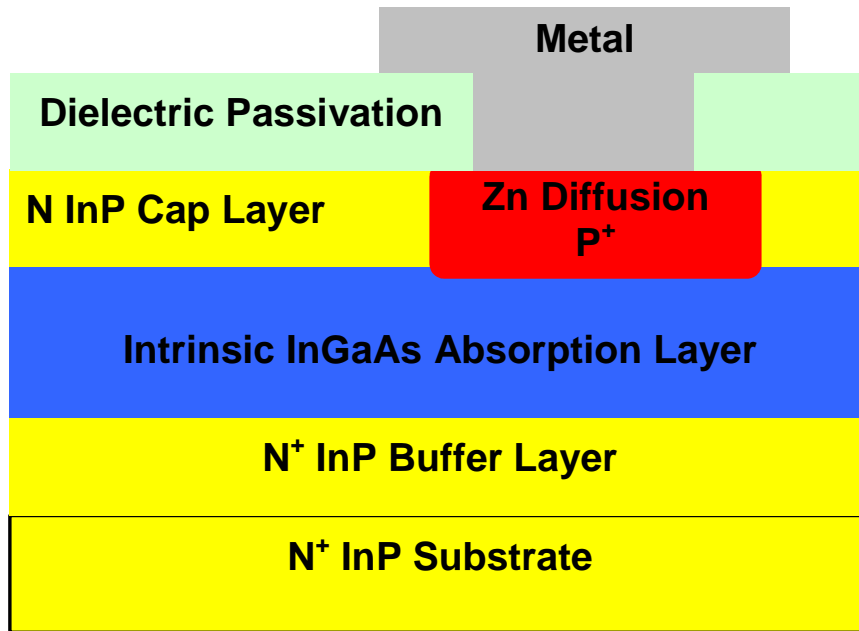 Metal
Dielectric Passivation
N InP Cap Layer
Zn Diffusion
P⁺
Intrinsic InGaAs Absorption Layer
N⁺ InP Buffer Layer
N⁺ InP Substrate